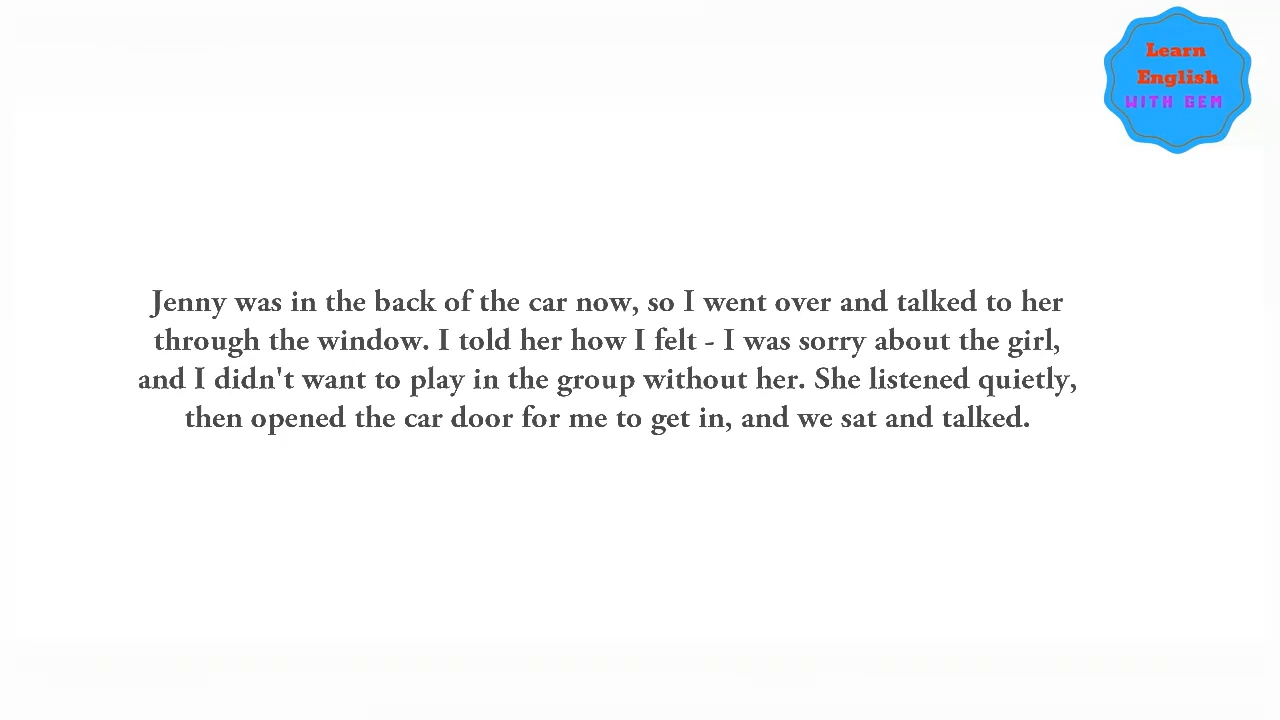 Learn
English
WITH GEM
Jenny was in the back of the car now, so I went over and talked to her
through the window. I told her how I felt - I was sorry about the girl,
and I didn't want to play in the group without her. She listened quietly,
then opened the car door for me to get in, and we sat and talked.